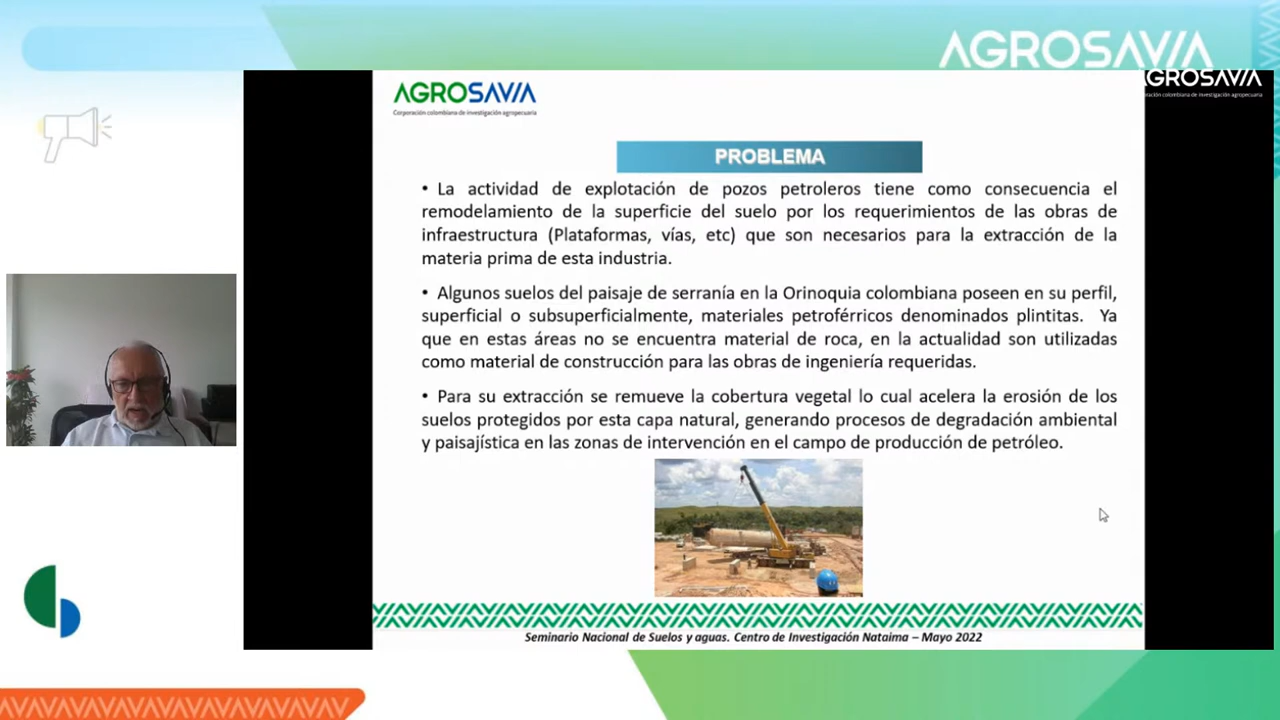 AGROSAVIA
AGROSAVIA
Corporación colombiana de investigación agropecuaria
AGROSAVIA
colombiana de investigación agropecuaria
PROBLEMA
• La actividad de explotación de pozos petroleros tiene como consecuencia el
remodelamiento de la superficie del suelo por los requerimientos de las obras de
infraestructura (Plataformas, vías, etc) que son necesarios para la extracción de la
materia prima de esta industria.
• Algunos suelos del paisaje de serranía en la Orinoquia colombiana poseen en su perfil,
superficial o subsuperficialmente, materiales petroférricos denominados plintitas. Ya
que en estas áreas no se encuentra material de roca, en la actualidad son utilizadas
como material de construcción para las obras de ingeniería requeridas.
• Para su extracción se remueve la cobertura vegetal lo cual acelera la erosión de los
suelos protegidos por esta capa natural, generando procesos de degradación ambiental
y paisajística en las zonas de intervención en el campo de producción de petróleo.
Seminario Nacional de Suelos y aguas. Centro de Investigación Nataima – Mayo 2022